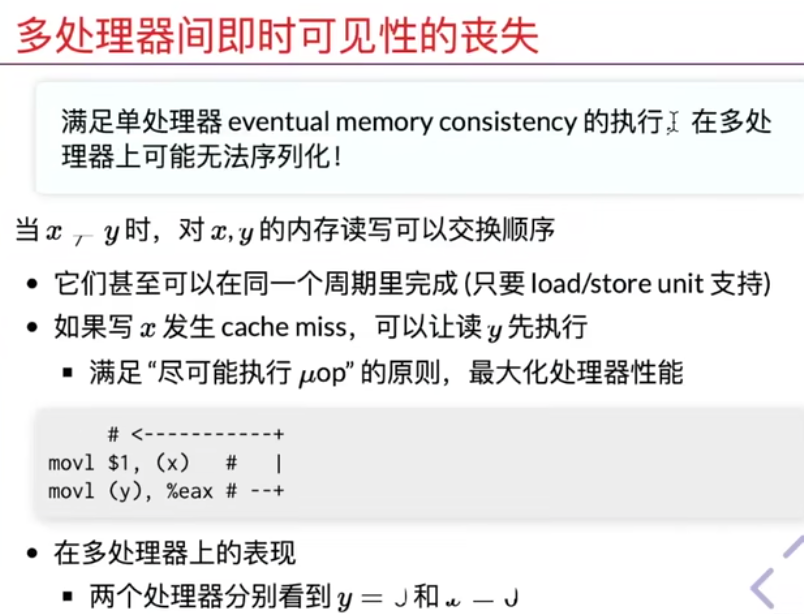 多处理器间即时可见性的丧失
满足单处理器 eventual memory consistency 的执行，在多处
理器上可能无法序列化！
当 x y 时，对 x, y 的内存读写可以交换顺序
• 它们甚至可以在同一个周期里完成 (只要 load/store unit 支持)
• 如果写 x 发生 cache miss，可以让读 y 先执行
▪ 满足 “尽可能执行 μop” 的原则，最大化处理器性能
# <-----------+
movl $1, (x)   #   |
movl (y), %eax # --+
• 在多处理器上的表现
▪ 两个处理器分别看到 y = 和